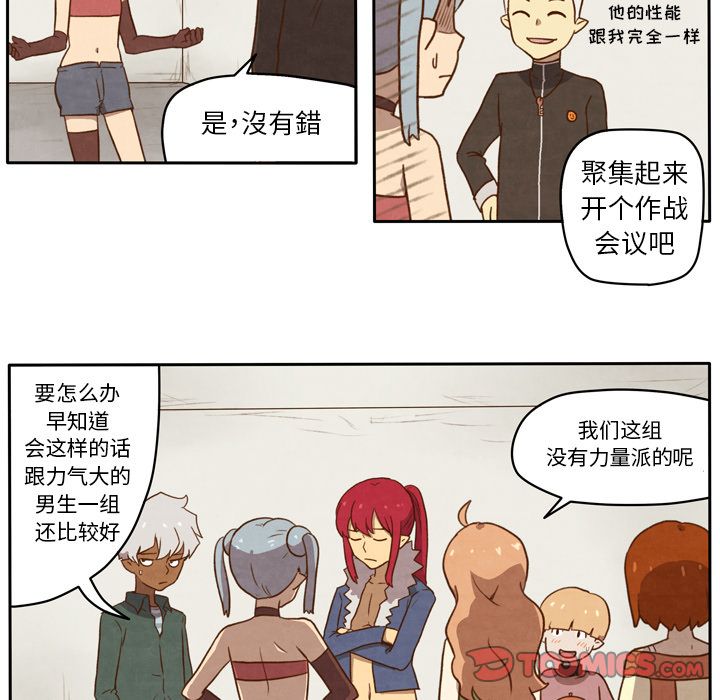 是，沒有錯
他的性能
跟我完全一样
聚集起来
开个作战
会议吧
要怎么办
早知道
会这样的话
跟力气大的
男生一组
还比较好
我们这组
没有力量派的呢
TOOMICS.COM